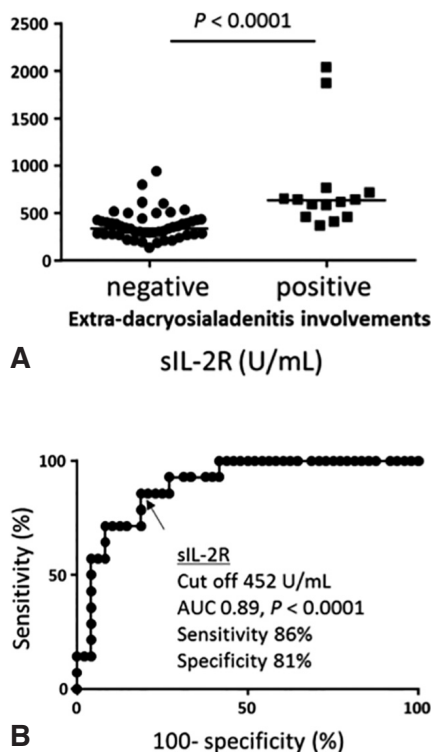 P < 0.0001
2500
2000
1500
1000
500
0
negative positive
Extra-dacryosialadenitis involvements
A sIL-2R (U/mL)
100
50
0
Sensitivity (%)
sIL-2R
Cut off 452 U/mL
AUC 0.89, P < 0.0001
Sensitivity 86%
Specificity 81%
0 50 100
B 100- specificity (%)